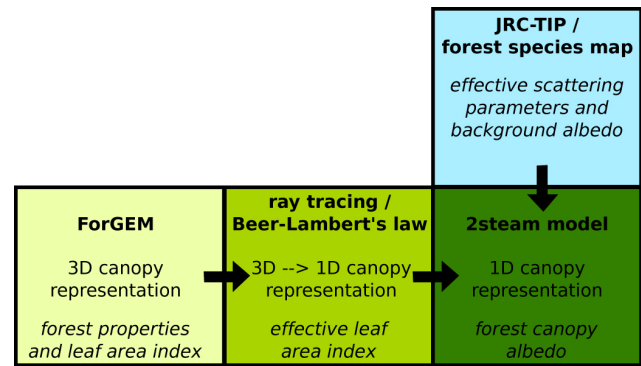 JRC-TIP /
forest species map
effective scattering
parameters and
background albedo
ForGEM
3D canopy
representation
forest properties
and leaf area index
ray tracing /
Beer-Lambert's law
3D --> 1D canopy
representation
effective leaf
area index
2steam model
1D canopy
representation
forest canopy
albedo